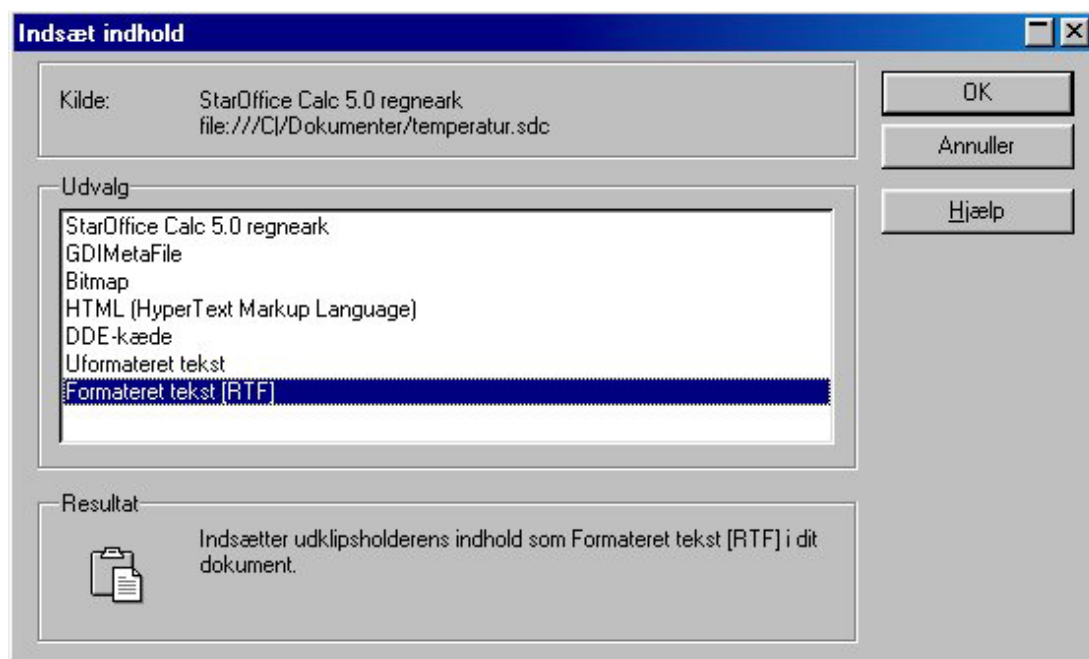 Indsæt indhold
Kilde: StarOffice Calc 5.0 regneark
file:///C|/Dokumenter/temperatur.sdc
OK
Annuller
Hjælp
Udvalg
StarOffice Calc 5.0 regneark
GDIMetaFile
Bitmap
HTML (HyperText Markup Language)
DDE-kæde
Uformateret tekst
Formateret tekst [RTF]
Resultat
Indsætter udklipsholderens indhold som Formateret tekst [RTF] i dit
dokument.